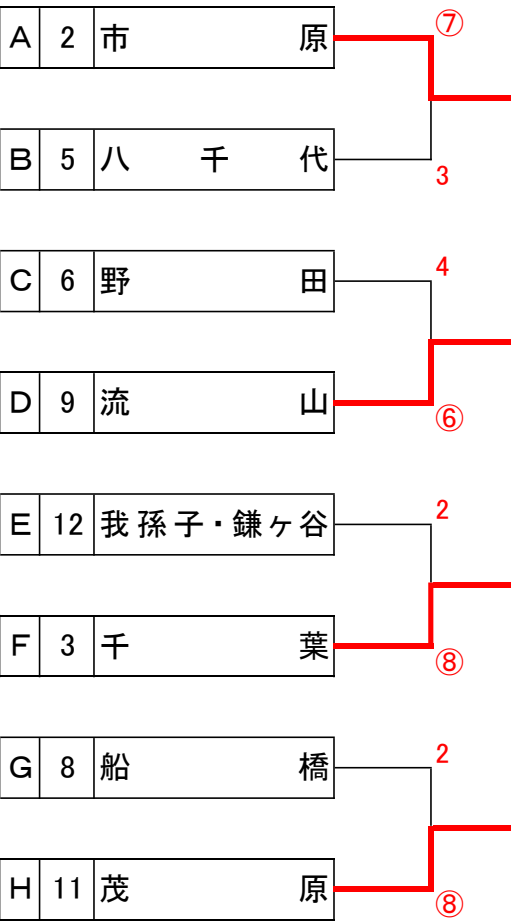 A 2 市原 ⑦
B 5 八千代 3
C 6 野田 4
D 9 流山 ⑥
E 12 我孫子・鎌ヶ谷 2
F 3 千葉 ⑧
G 8 船橋 2
H 11 茂原 ⑧